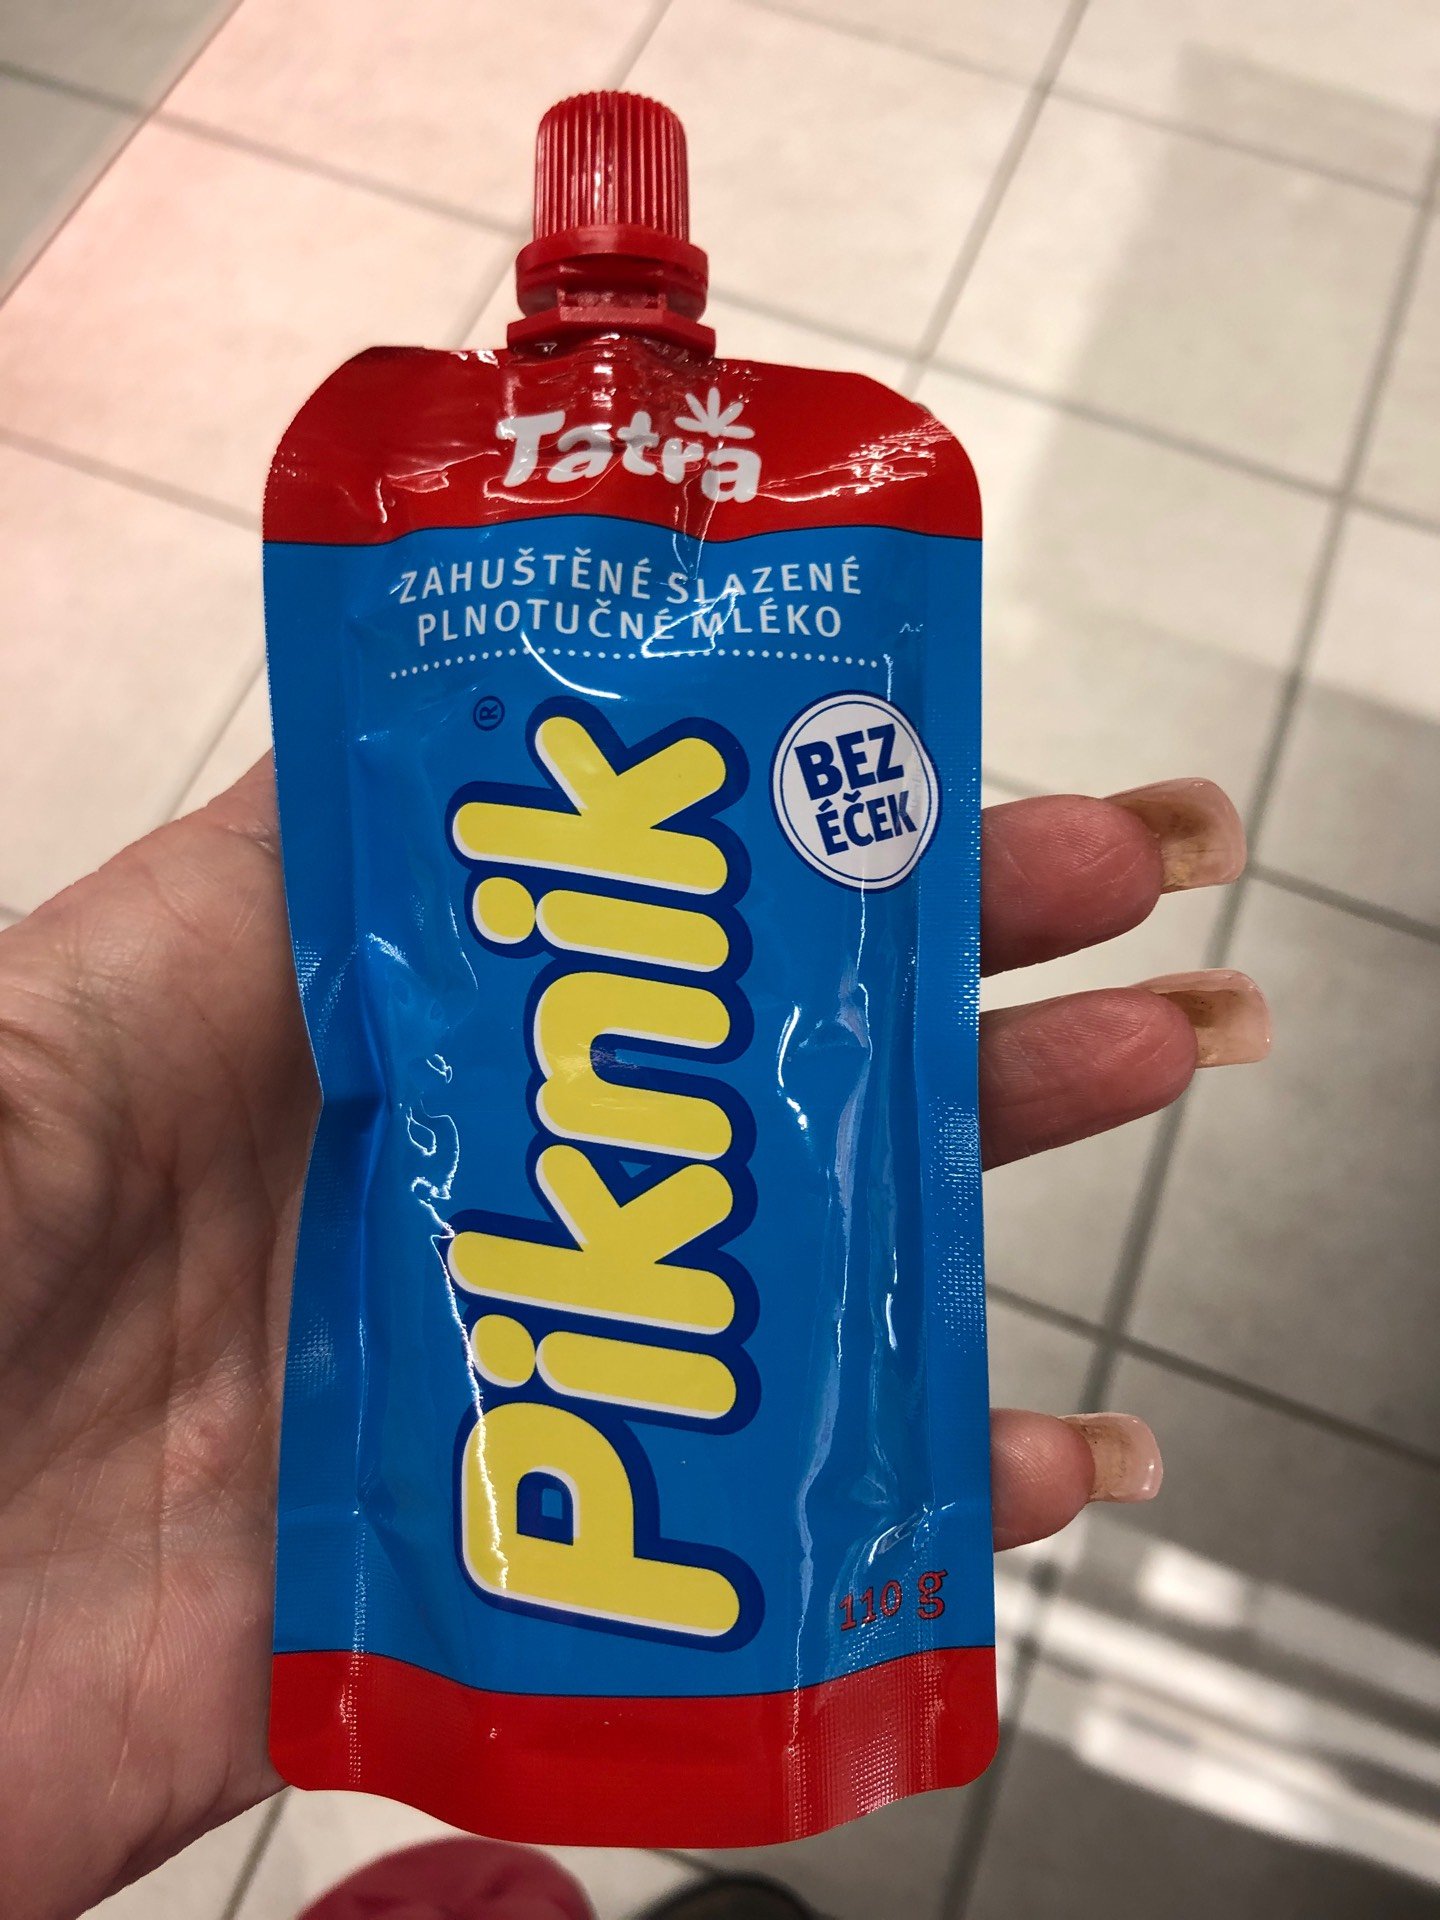 Tatra
ZAHUŠTĚNÉ SLAZENÉ
PLNOTUČNÉ MLÉKO
®
Piknik
BEZ
ÉČEK
110 g